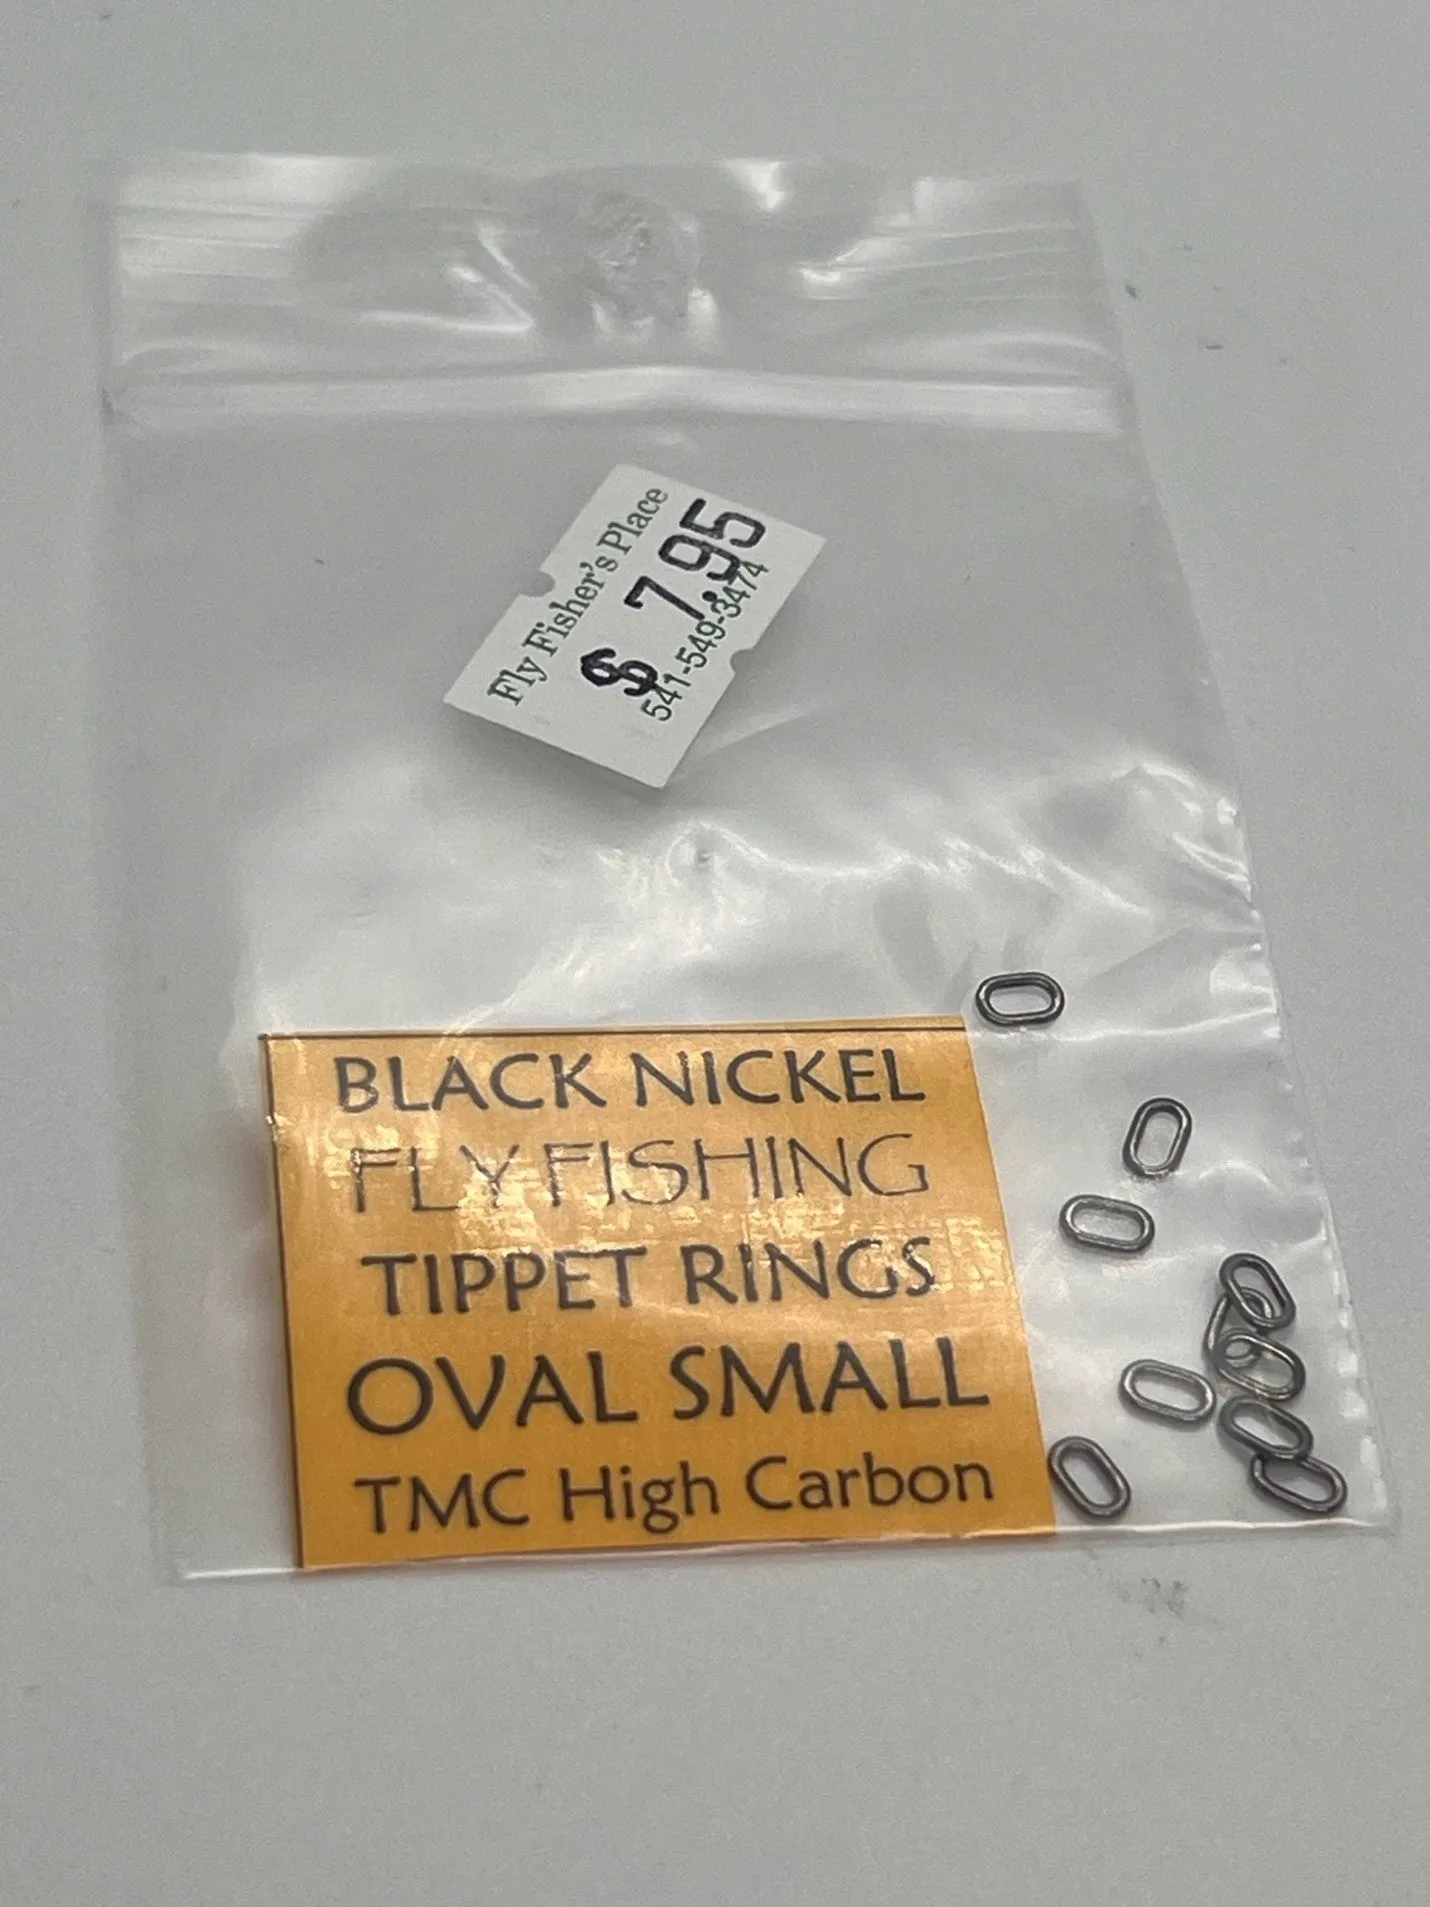 Fly Fisher's Place
$ 7.95
541-549-3474
BLACK NICKEL
FLY FISHING
TIPPET RINGS
OVAL SMALL
TMC High Carbon